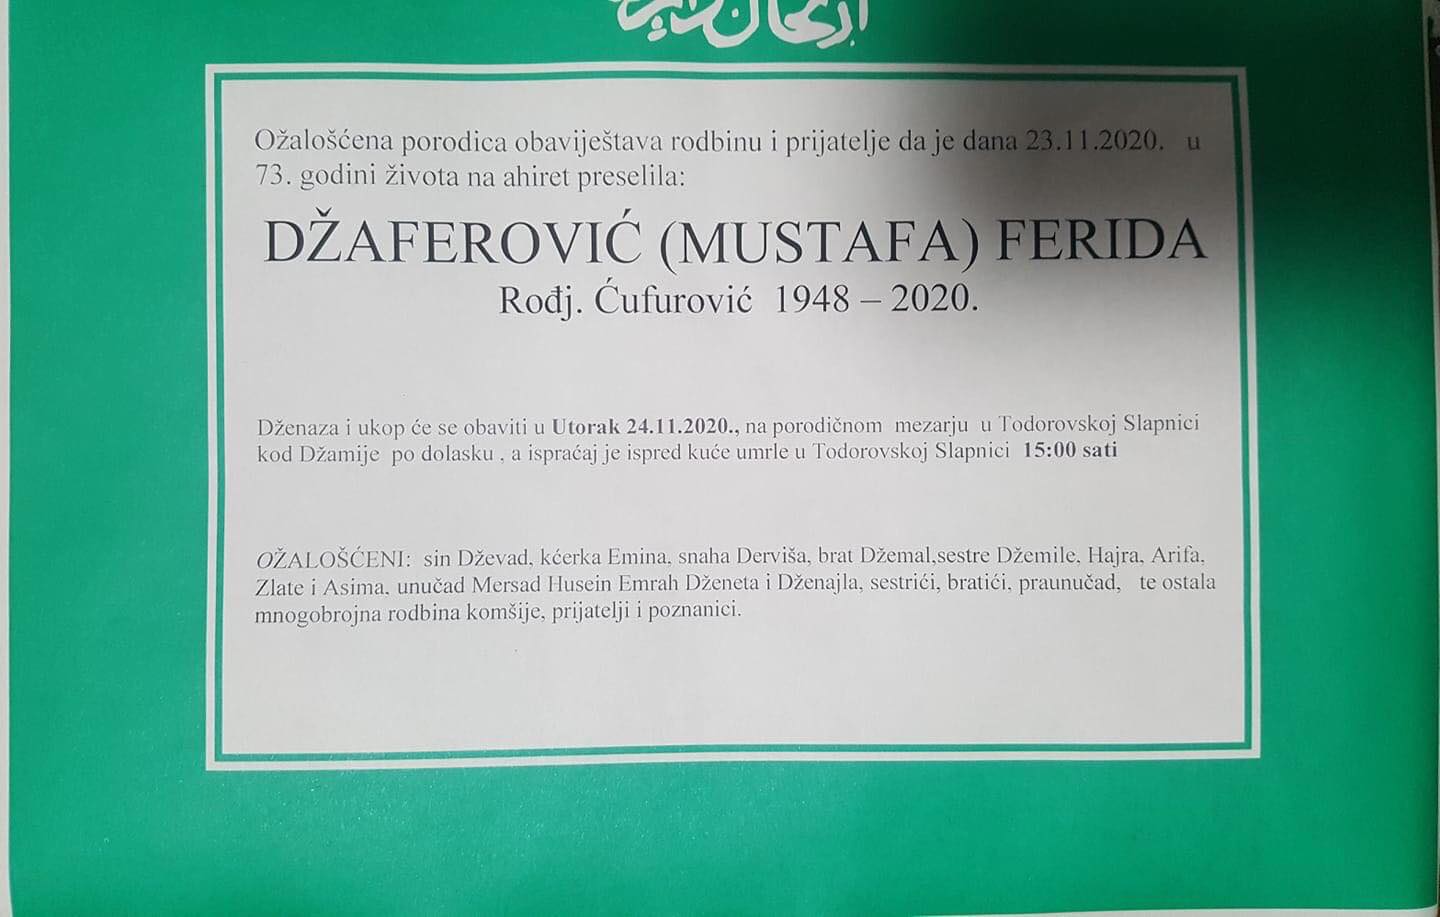 Ožalošćena porodica obaviještava rodbinu i prijatelje da je dana 23.11.2020. u
73. godini života na ahiret preselila:
DŽAFEROVIĆ (MUSTAFA) FERIDA
Rođj. Ćufurović 1948 – 2020.
Dženaza i ukop će se obaviti u Utorak 24.11.2020., na porodičnom mezarju u Todorovskoj Slapnici
kod Džamije po dolasku , a ispraćaj je ispred kuće umrle u Todorovskoj Slapnici 15:00 sati
OŽALOŠĆENI: sin Dževad, kćerka Emina, snaha Derviša, brat Džemal,sestre Džemile, Hajra, Arifa,
Zlate i Asima, unučad Mersad Husein Emrah Dženeta i Dženajla, sestrići, bratići, praunučad, te ostala
mnogobrojna rodbina komšije, prijatelji i poznanici.